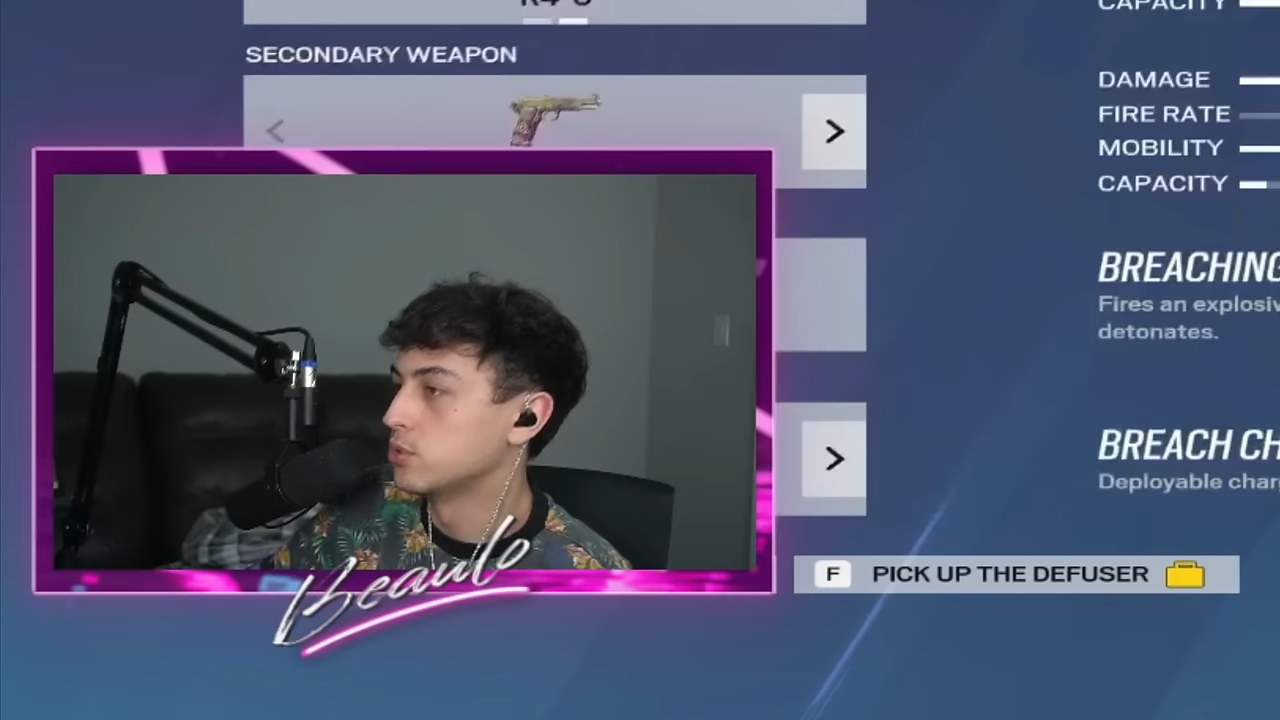 SECONDARY WEAPON
CAPACITY
DAMAGE
FIRE RATE
MOBILITY
CAPACITY
BREACHING
Fires an explosiv
detonates.
BREACH CH
Deployable char
F PICK UP THE DEFUSER
Beaulo